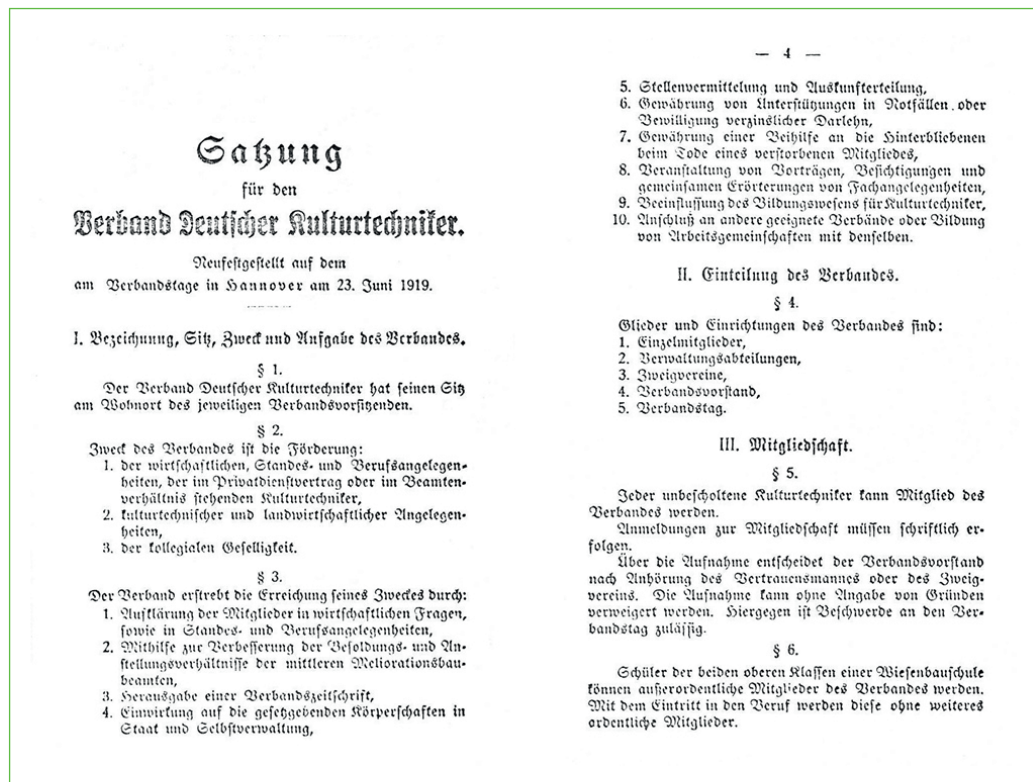 Satzung
für den
Verband Deutscher Kulturtechniker.
Neufestgestellt auf dem
am Verbandstage in Hannover am 23. Juni 1919.
I. Bezeichnung, Sitz, Zweck und Aufgabe des Verbandes.
§ 1.
Der Verband Deutscher Kulturtechniker hat seinen Sitz
am Wohnort des jeweiligen Verbandsvorsitzenden.
§ 2.
Zweck des Verbandes ist die Förderung:
1. der wirtschaftlichen, Standes- und Berufsangelegen-
heiten, der im Privatdienstvertrag oder im Beamten-
verhältnis stehenden Kulturtechniker,
2. kulturtechnischer und landwirtschaftlicher Angelegen-
heiten,
3. der kollegialen Geselligkeit.
§ 3.
Der Verband erstrebt die Erreichung seines Zweckes durch:
1. Aufklärung der Mitglieder in wirtschaftlichen Fragen,
sowie in Standes- und Berufsangelegenheiten,
2. Mithilfe zur Verbesserung der Besoldungs- und An-
stellungsverhältnisse der mittleren Meliorationsbau-
beamten,
3. Herausgabe einer Verbandszeitschrift,
4. Einwirkung auf die gesetzgebenden Körperschaften in
Staat und Selbstverwaltung,
— 4 —
5. Stellenvermittelung und Auskunfterteilung,
6. Gewährung von Unterstützungen in Notfällen oder
Bewilligung verzinslicher Darlehn,
7. Gewährung einer Beihilfe an die Hinterbliebenen
beim Tode eines verstorbenen Mitgliedes,
8. Veranstaltung von Vorträgen, Besichtigungen und
gemeinsamen Erörterungen von Fachangelegenheiten,
9. Beeinflussung des Bildungswesens für Kulturtechniker,
10. Anschluß an andere geeignete Verbände oder Bildung
von Arbeitsgemeinschaften mit denselben.
II. Einteilung des Verbandes.
§ 4.
Glieder und Einrichtungen des Verbandes sind:
1. Einzelmitglieder,
2. Verwaltungsabteilungen,
3. Zweigvereine,
4. Verbandsvorstand,
5. Verbandstag.
III. Mitgliedschaft.
§ 5.
Jeder unbescholtene Kulturtechniker kann Mitglied des
Verbandes werden.
Anmeldungen zur Mitgliedschaft müssen schriftlich er-
folgen.
Über die Aufnahme entscheidet der Verbandsvorstand
nach Anhörung des Vertrauensmannes oder des Zweig-
vereins. Die Aufnahme kann ohne Angabe von Gründen
verweigert werden. Hiergegen ist Beschwerde an den Ver-
bandstag zulässig.
§ 6.
Schüler der beiden oberen Klassen einer Wiesenbauschule
können außerordentliche Mitglieder des Verbandes werden.
Mit dem Eintritt in den Beruf werden diese ohne weiteres
ordentliche Mitglieder.